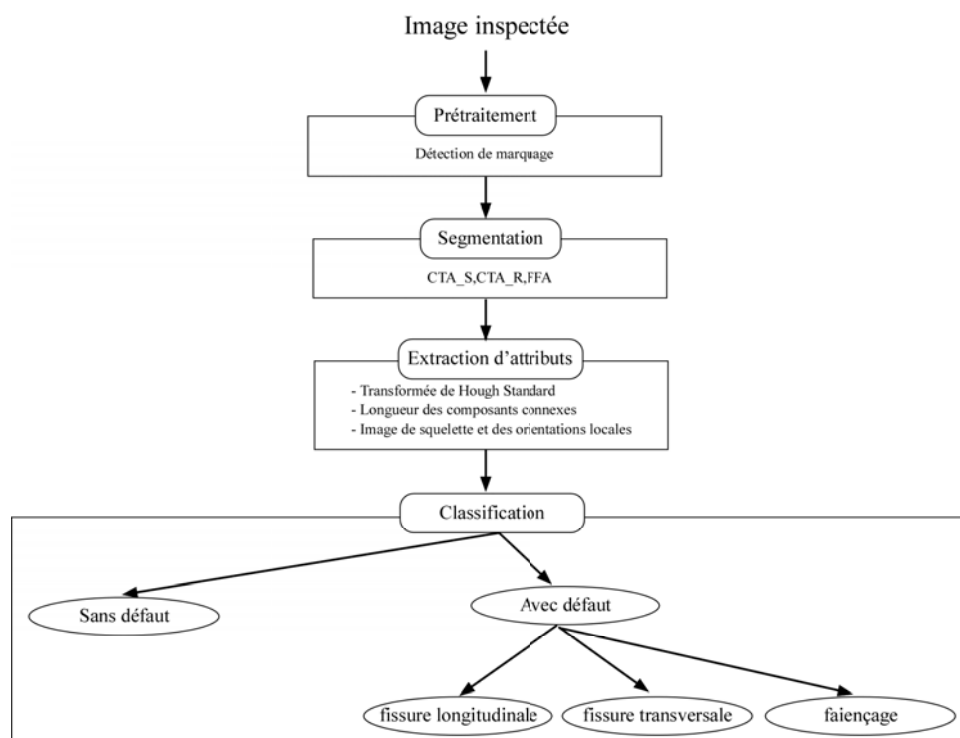 Image inspectée
Prétraitement
Détection de marquage
Segmentation
CTA_S,CTA_R,FFA
Extraction d'attributs
- Transformée de Hough Standard
- Longueur des composants connexes
- Image de squelette et des orientations locales
Classification
Sans défaut
Avec défaut
fissure longitudinale
fissure transversale
faïençage